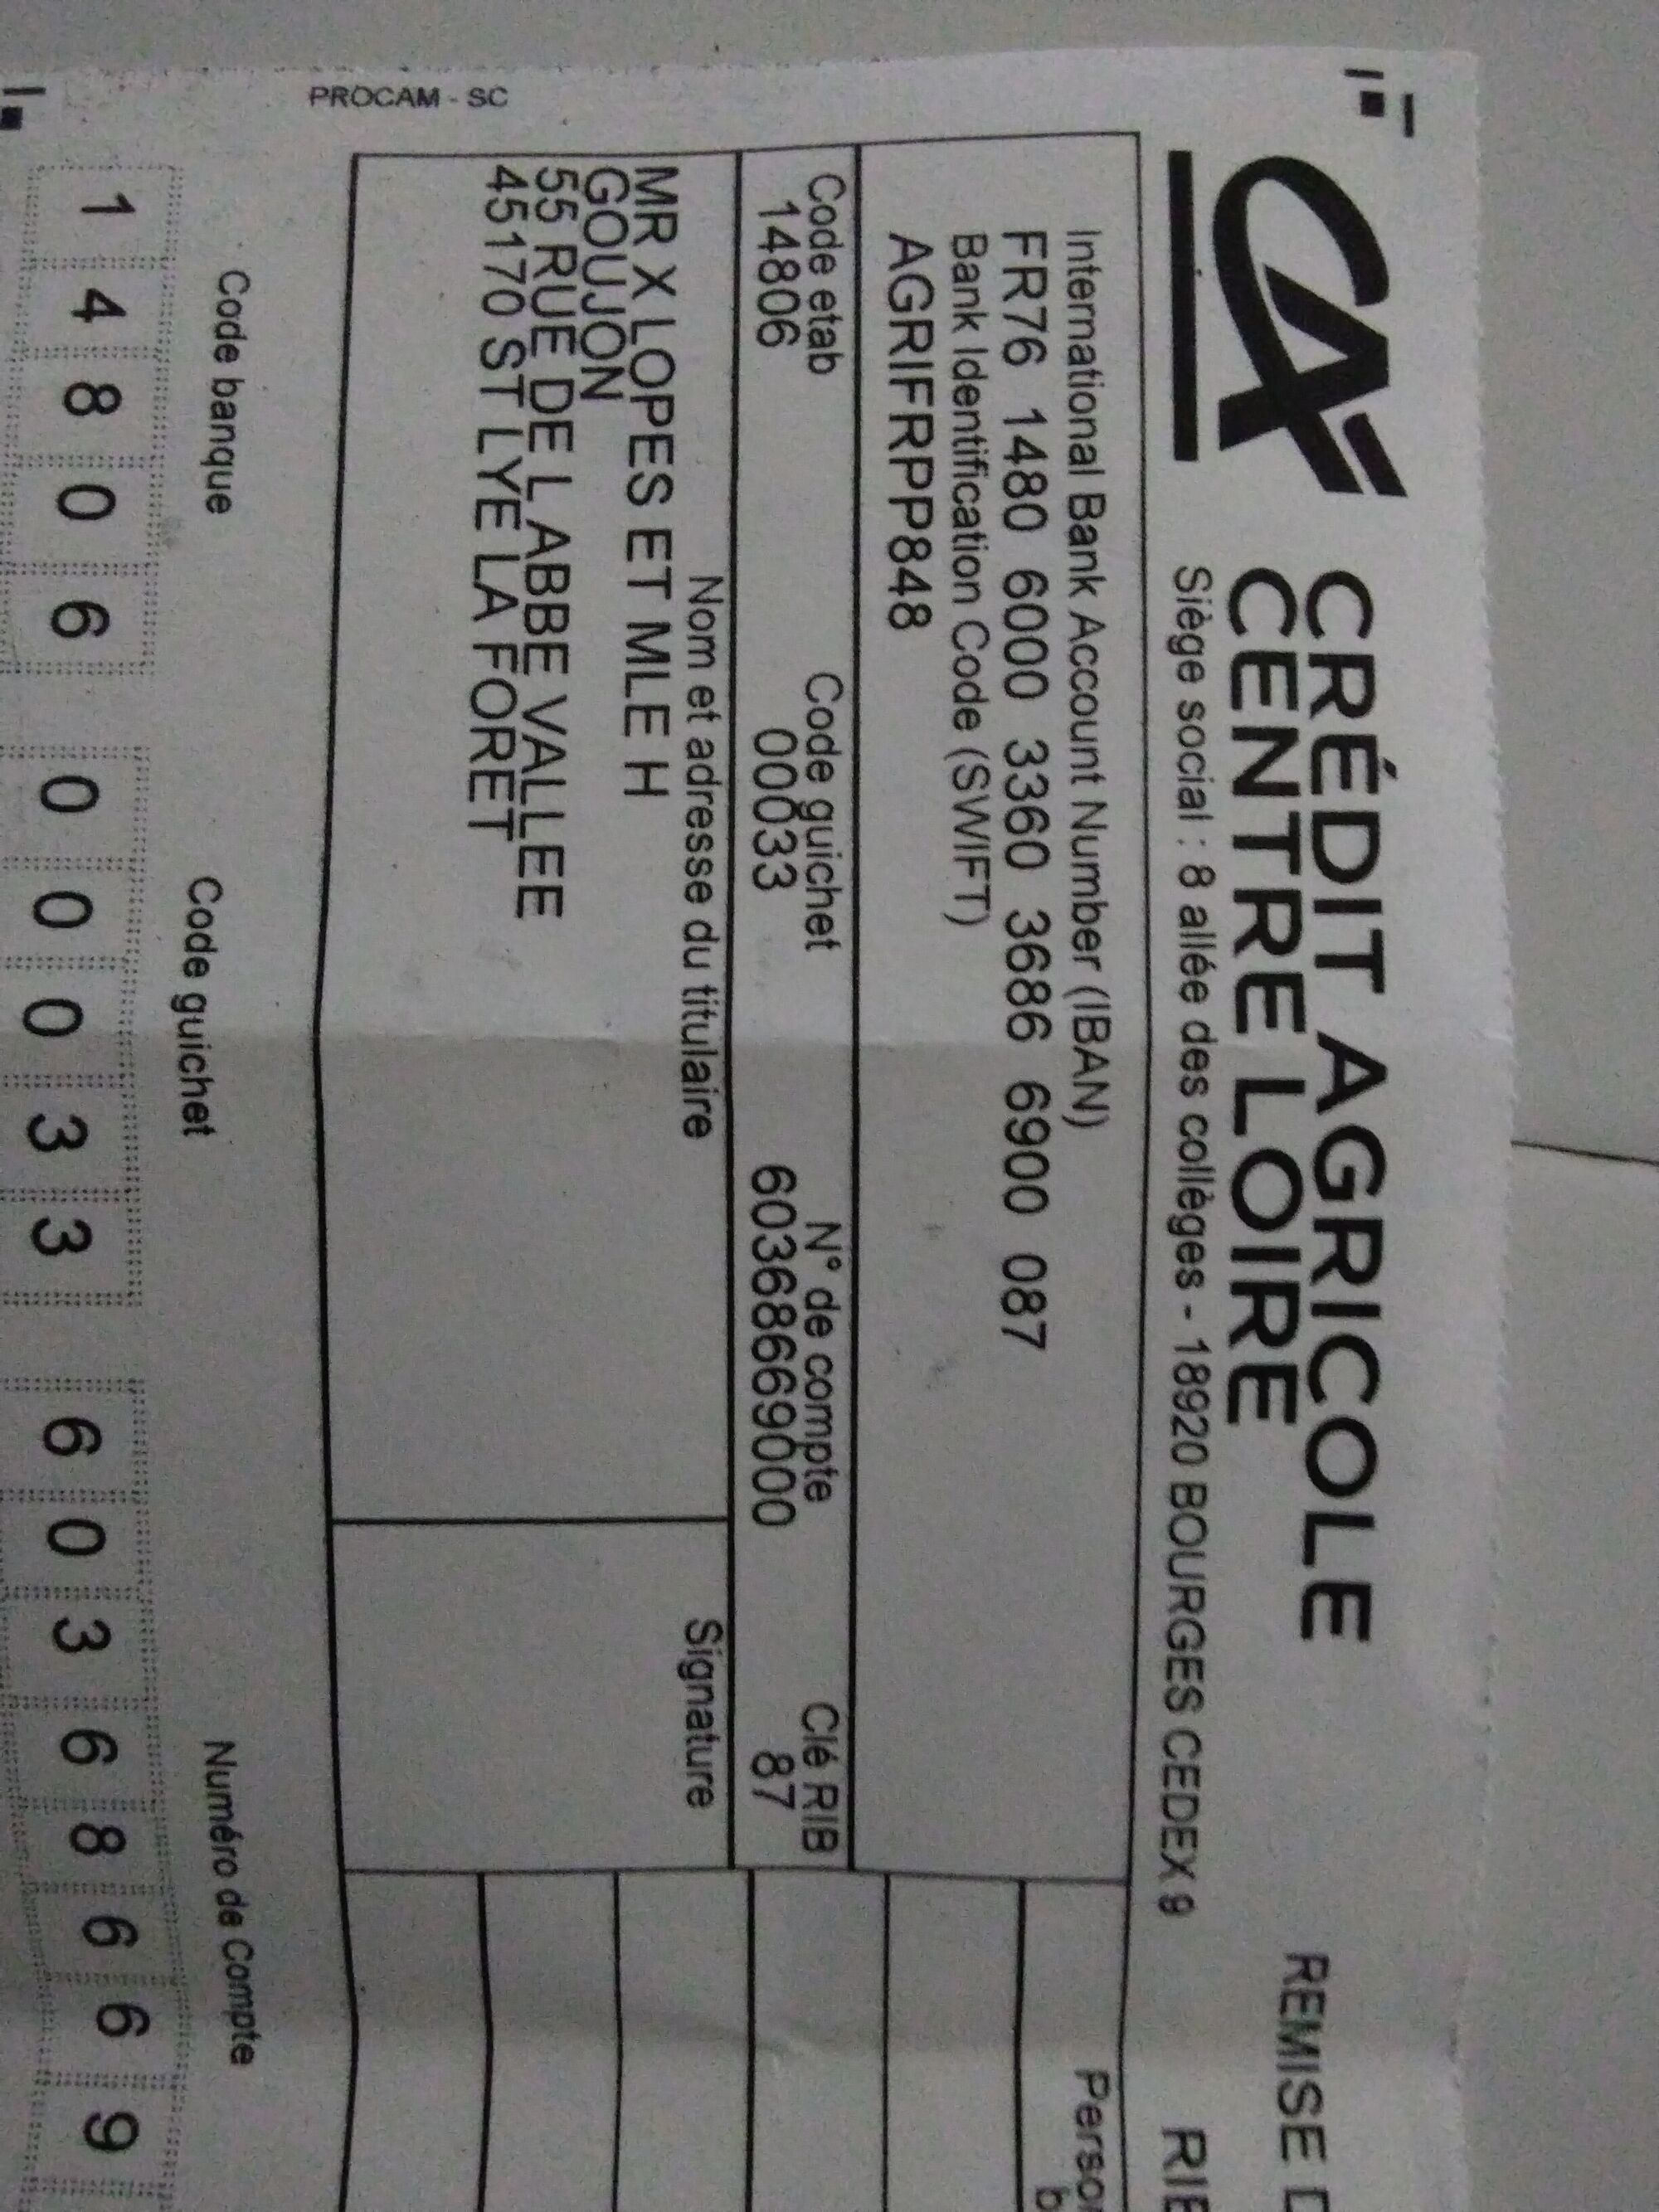 CA
CRÉDIT AGRICOLE
CENTRE LOIRE
Siège social : 8 allée des collèges - 18920 BOURGES CEDEX 9
REMISE D
RIB
International Bank Account Number (IBAN)
FR76 1480 6000 3360 3686 6900 087
Bank Identification Code (SWIFT)
AGRIFRPP848
Code etab Code guichet N° de compte Clé RIB
14806 00033 60368669000 87
Nom et adresse du titulaire
Signature
MR X LOPES ET MLE H
GOUJON
55 RUE DE L ABBE VALLEE
45170 ST LYE LA FORET
Person
b
PROCAM - SC
Code banque Code guichet Numéro de Compte
1 4 8 0 6 0 0 0 3 3 6 0 3 6 8 6 6 9